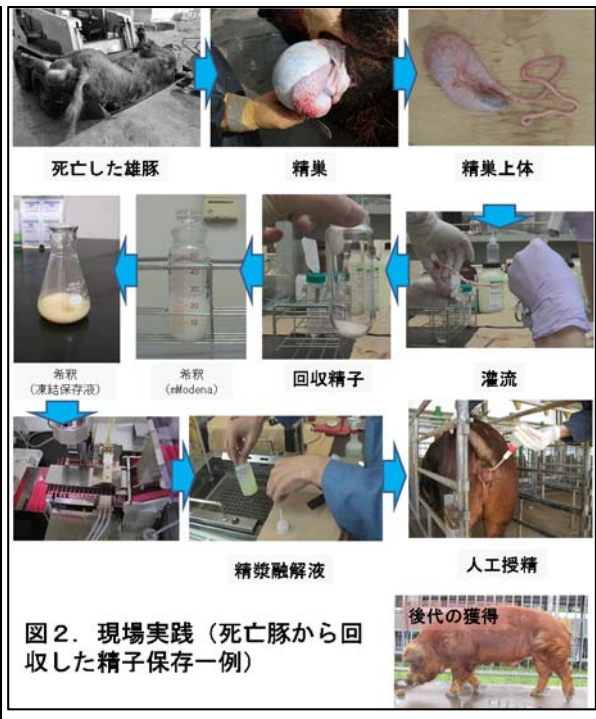 死亡した雄豚
精巣
精巣上体
希釈
(凍結保存液)
希釈
(mModena)
回収精子
灌流
精漿融解液
人工授精
後代の獲得
図２．現場実践（死亡豚から回
収した精子保存一例）